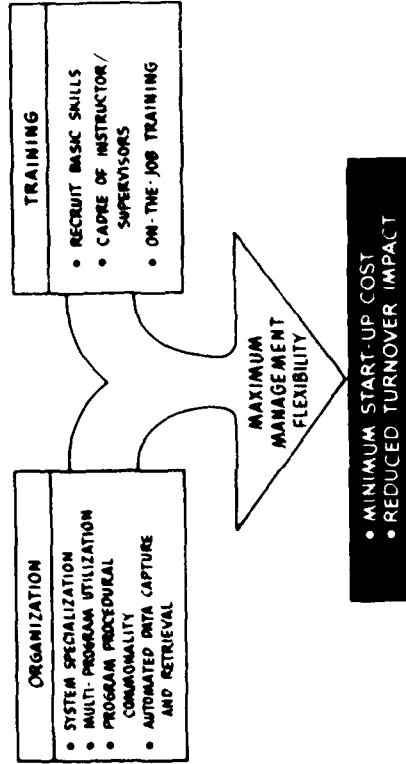 ORGANIZATION
• SYSTEM SPECIALIZATION
• MULTI-PROGRAM UTILIZATION
• PROGRAM PROCEDURAL
COMMONALITY
• AUTOMATED DATA CAPTURE
AND RETRIEVAL
TRAINING
• RECRUIT BASIC SKILLS
• CADRE OF INSTRUCTOR/
SUPERVISORS
• ON-THE-JOB TRAINING
MAXIMUM
MANAGEMENT
FLEXIBILITY
• MINIMUM START-UP COST
• REDUCED TURNOVER IMPACT